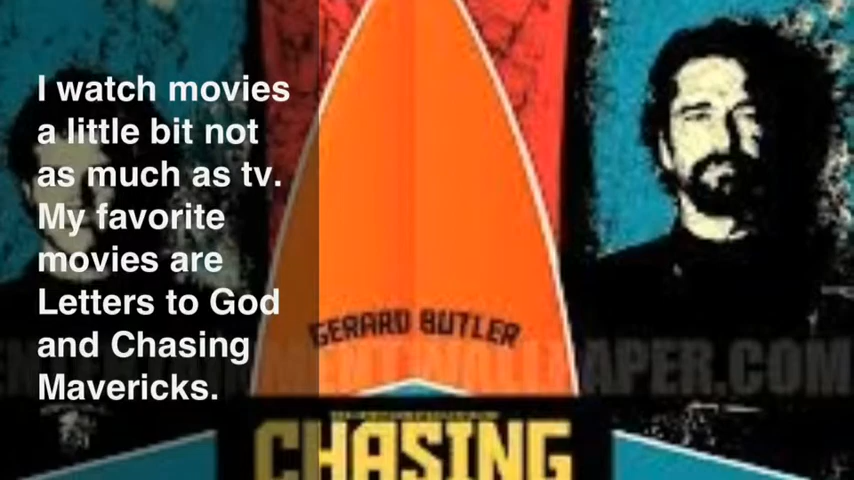 I watch movies
a little bit not
as much as tv.
My favorite
movies are
Letters to God
and Chasing
Mavericks.
GERARD BUTLER
CHASING